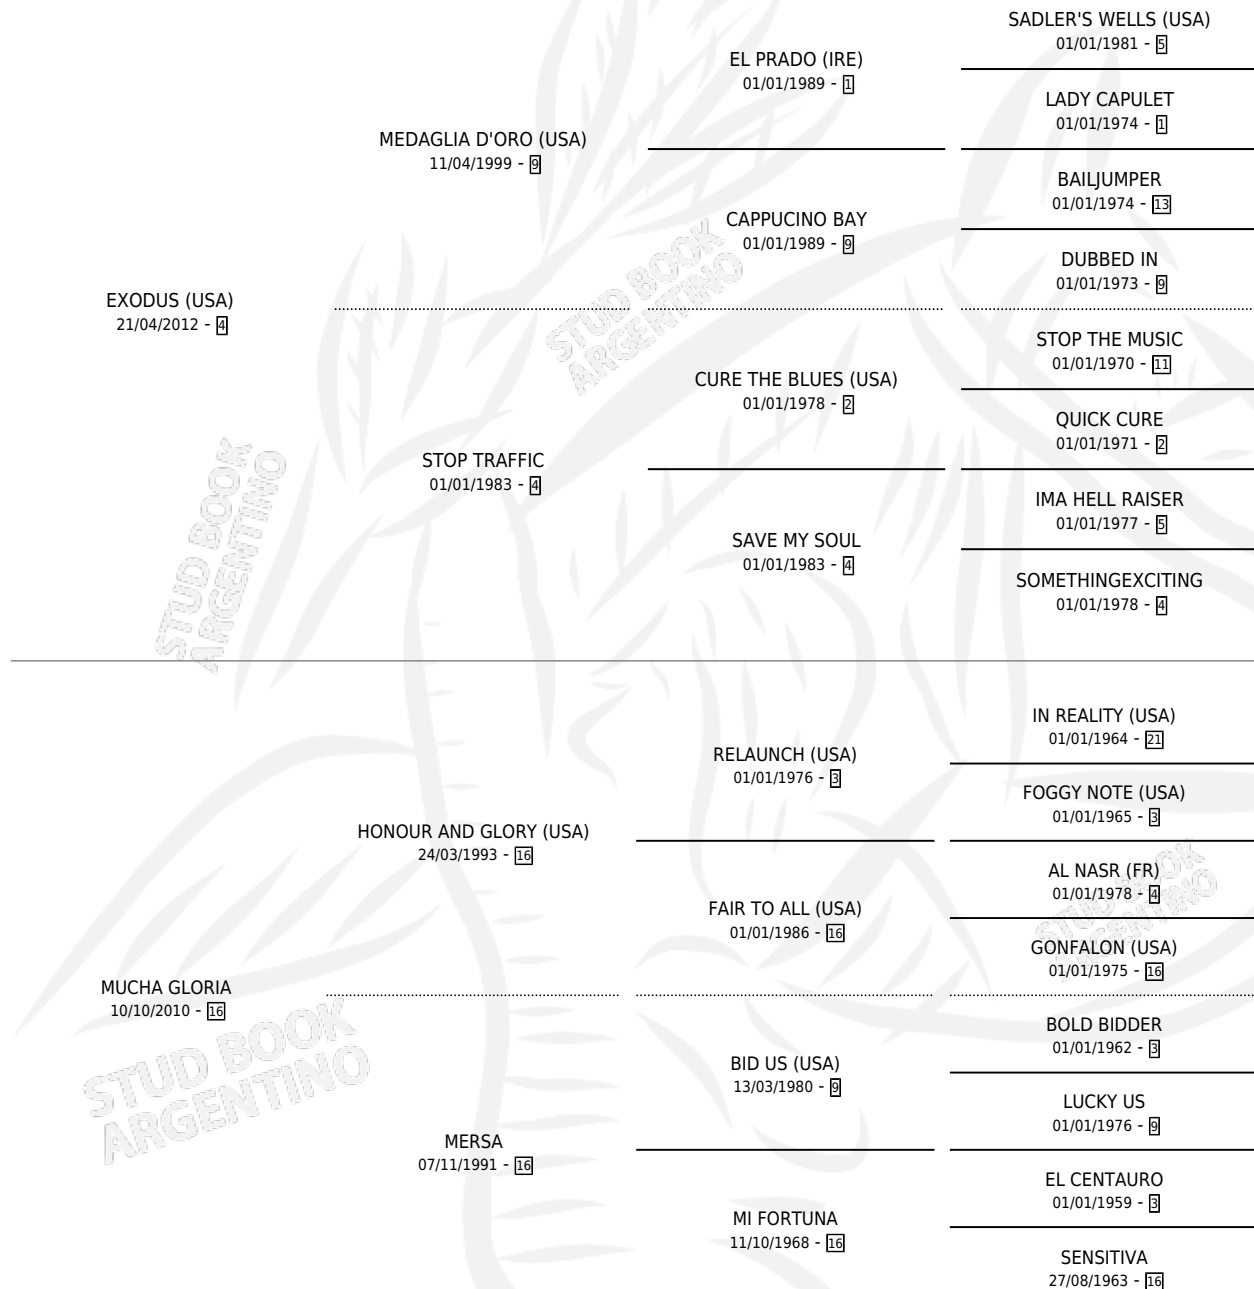 SADLER'S WELLS (USA)
01/01/1981 - 5
EL PRADO (IRE)
01/01/1989 - 1
LADY CAPULET
01/01/1974 - 1
MEDAGLIA D'ORO (USA)
11/04/1999 - 9
BAILJUMPER
01/01/1974 - 13
CAPPUCINO BAY
01/01/1989 - 9
DUBBED IN
01/01/1973 - 9
EXODUS (USA)
21/04/2012 - 4
STOP THE MUSIC
01/01/1970 - 11
CURE THE BLUES (USA)
01/01/1978 - 2
QUICK CURE
01/01/1971 - 2
STOP TRAFFIC
01/01/1983 - 4
IMA HELL RAISER
01/01/1977 - 5
SAVE MY SOUL
01/01/1983 - 4
SOMETHINGEXCITING
01/01/1978 - 4
IN REALITY (USA)
01/01/1964 - 21
RELAUNCH (USA)
01/01/1976 - 3
FOGGY NOTE (USA)
01/01/1965 - 3
HONOUR AND GLORY (USA)
24/03/1993 - 16
AL NASR (FR)
01/01/1978 - 4
FAIR TO ALL (USA)
01/01/1986 - 16
GONFALON (USA)
01/01/1975 - 16
MUCHA GLORIA
10/10/2010 - 16
BOLD BIDDER
01/01/1962 - 3
BID US (USA)
13/03/1980 - 9
LUCKY US
01/01/1976 - 9
MERSA
07/11/1991 - 16
EL CENTAURO
01/01/1959 - 3
MI FORTUNA
11/10/1968 - 16
SENSITIVA
27/08/1963 - 16
STUD BOOK
ARGENTINO
STUD BOOK
ARGENTINO
STUD BOOK
ARGENTINO
STUD BOOK
ARGENTINO